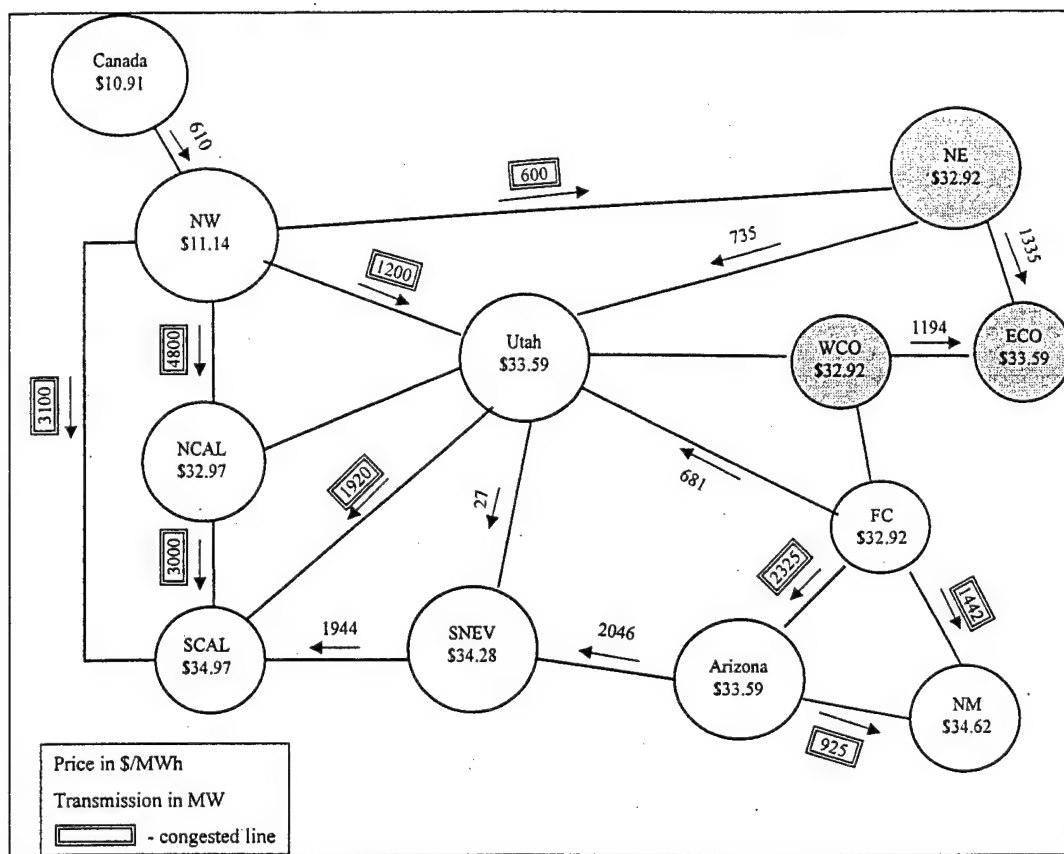 Canada
$10.91
610
NE
$32.92
600
NW
$11.14
735
1335
1200
Utah
$33.59
WCO
$32.92
1194
ECO
$33.59
4800
3100
NCAL
$32.97
1920
27
681
FC
$32.92
3000
2325
1442
SCAL
$34.97
1944
SNEV
$34.28
2046
Arizona
$33.59
925
NM
$34.62
Price in $/MWh
Transmission in MW
- congested line